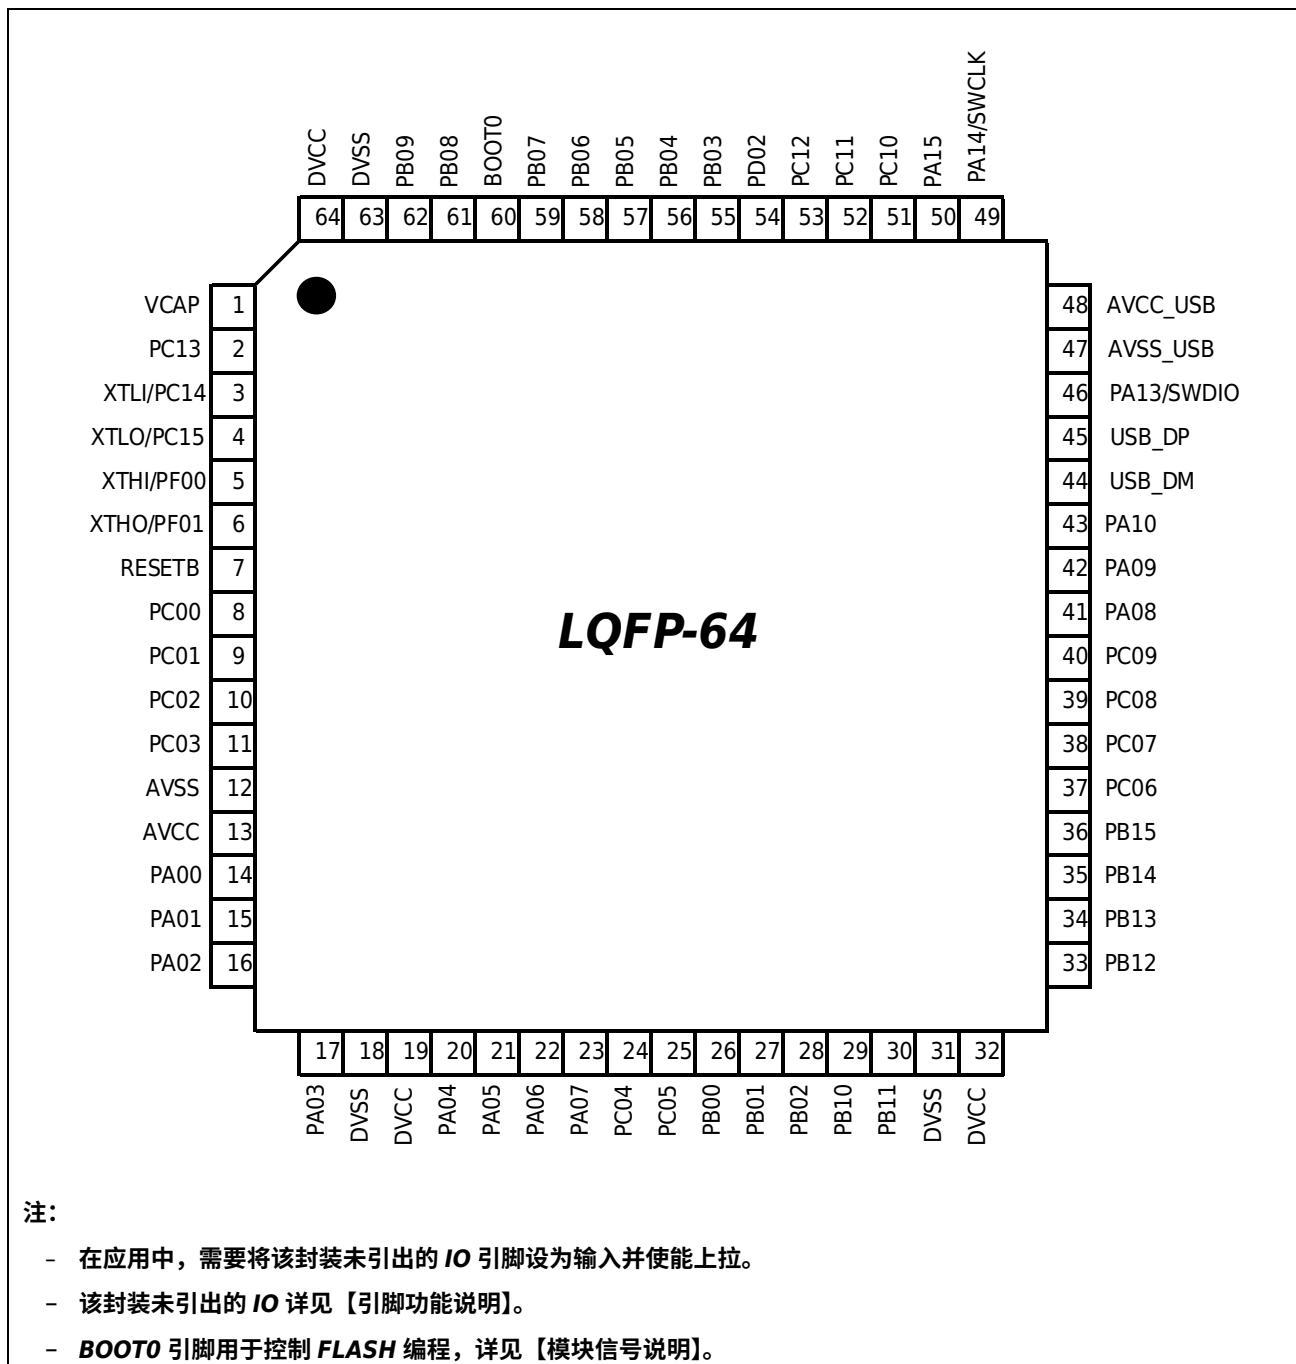 DVCC DVSS PB09 PB08 BOOT0 PB07 PB06 PB05 PB04 PB03 PD02 PC12 PC11 PC10 PA15 PA14/SWCLK
64 63 62 61 60 59 58 57 56 55 54 53 52 51 50 49
VCAP 1 48 AVCC_USB
PC13 2 47 AVSS_USB
XTLI/PC14 3 46 PA13/SWDIO
XTLO/PC15 4 45 USB_DP
XTHI/PF00 5 44 USB_DM
XTHO/PF01 6 43 PA10
RESETB 7 42 PA09
PC00 8 41 PA08
LQFP-64
PC01 9 40 PC09
PC02 10 39 PC08
PC03 11 38 PC07
AVSS 12 37 PC06
AVCC 13 36 PB15
PA00 14 35 PB14
PA01 15 34 PB13
PA02 16 33 PB12
17 18 19 20 21 22 23 24 25 26 27 28 29 30 31 32
PA03 DVSS DVCC PA04 PA05 PA06 PA07 PC04 PC05 PB00 PB01 PB02 PB10 PB11 DVSS DVCC
注：
– 在应用中，需要将该封装未引出的 IO 引脚设为输入并使能上拉。
– 该封装未引出的 IO 详见【引脚功能说明】。
– BOOT0 引脚用于控制 FLASH 编程，详见【模块信号说明】。